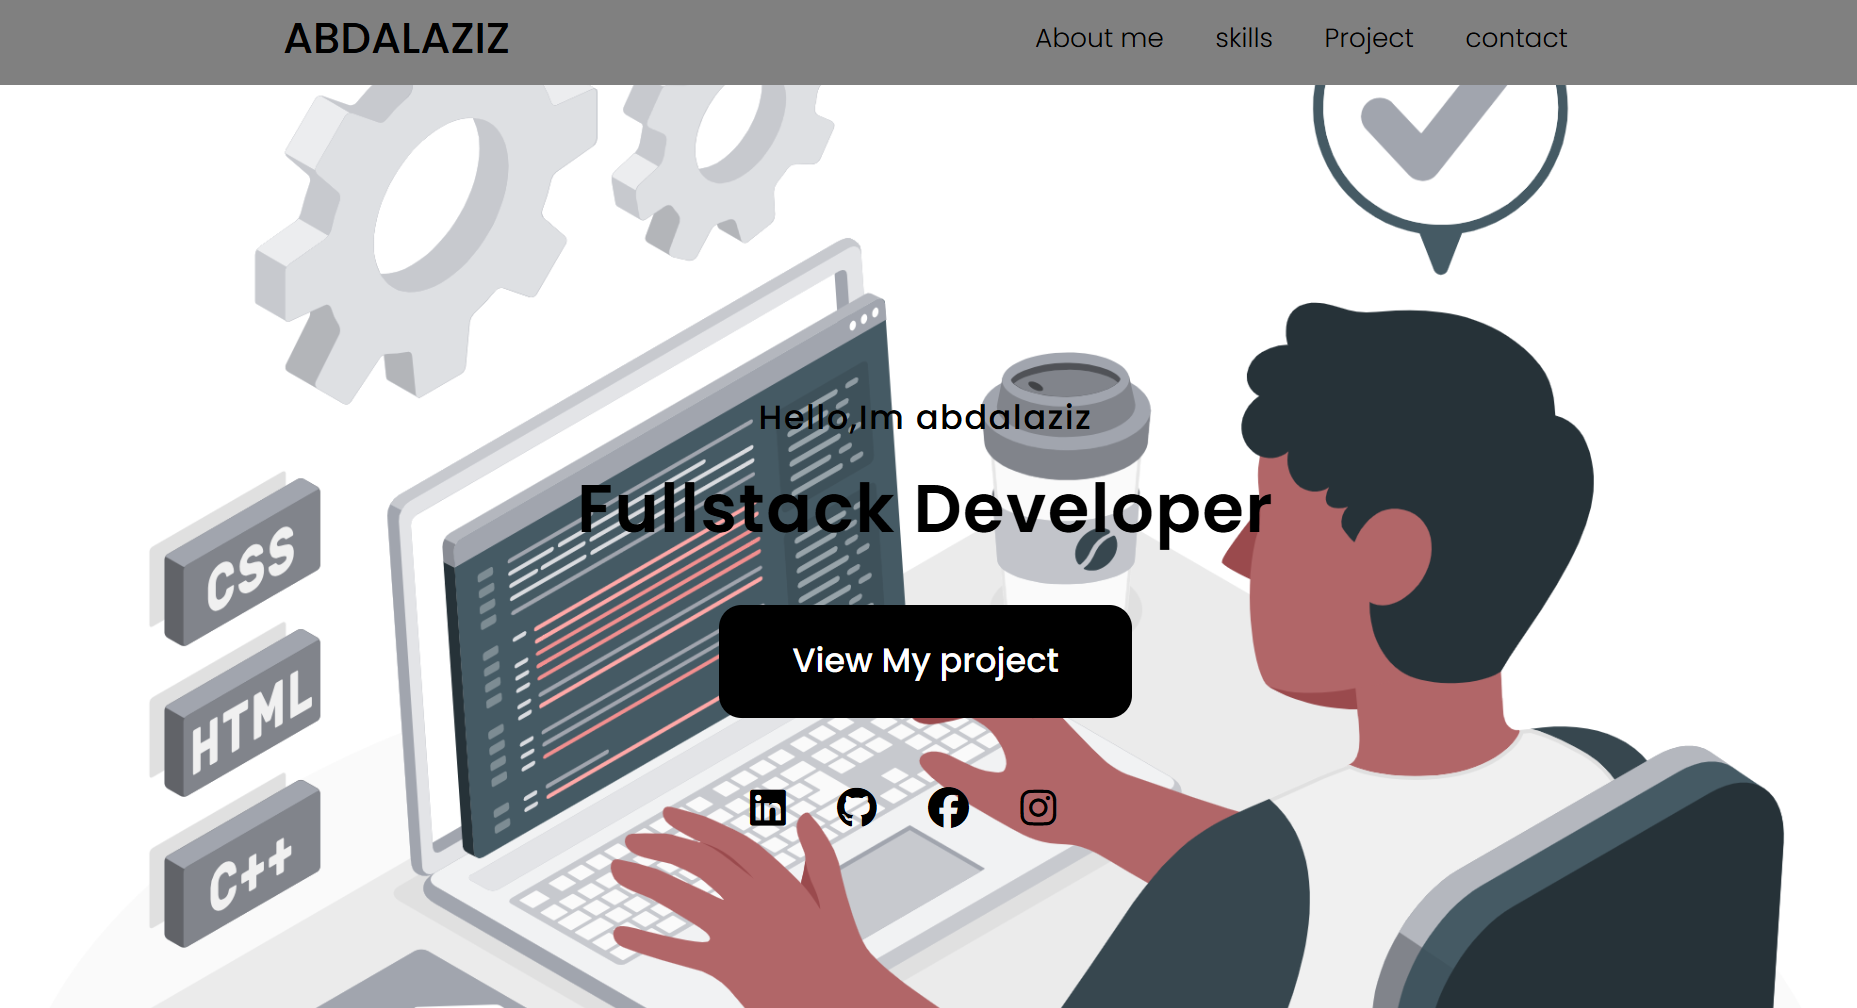 ABDALAZIZ
About me skills Project contact
Hello,Im abdalaziz
Fullstack Developer
View My project
CSS
HTML
C++